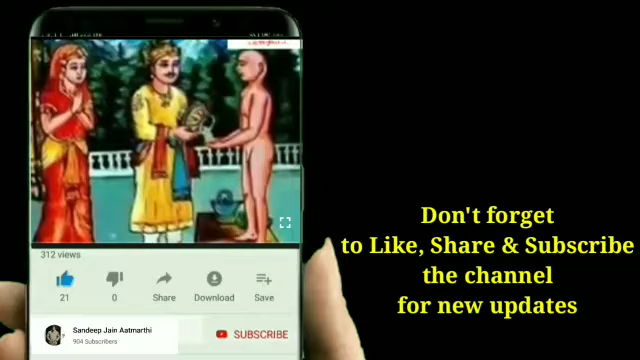 312 views
21
0
Share
Download
Save
Sandeep Jain Aatmarthi
904 Subscribers
SUBSCRIBE
Don't forget
to Like, Share & Subscribe
the channel
for new updates